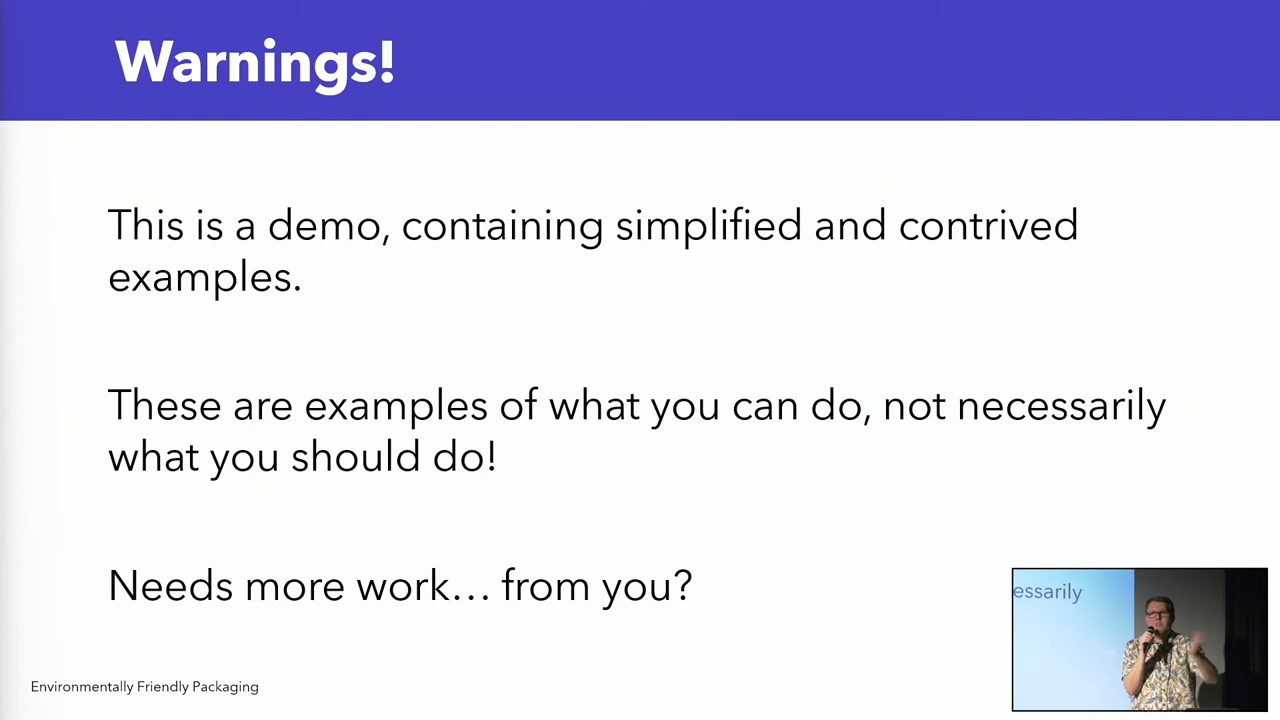 Warnings!
This is a demo, containing simplified and contrived
examples.
These are examples of what you can do, not necessarily
what you should do!
Needs more work… from you?
essarily
Environmentally Friendly Packaging